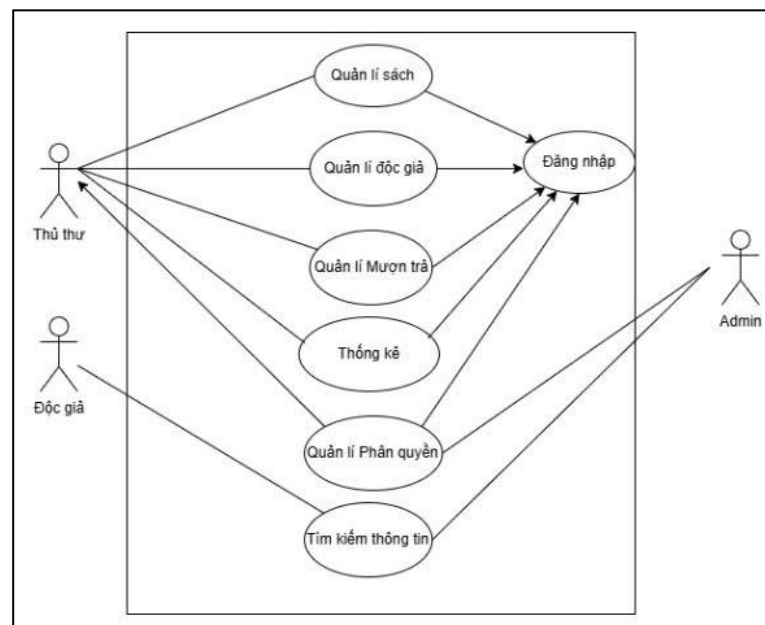 Quản lí sách
Đăng nhập
Quản lí độc giả
Thủ thư
Quản lí Mượn trả
Admin
Thống kê
Độc giả
Quản lí Phân quyền
Tìm kiếm thông tin